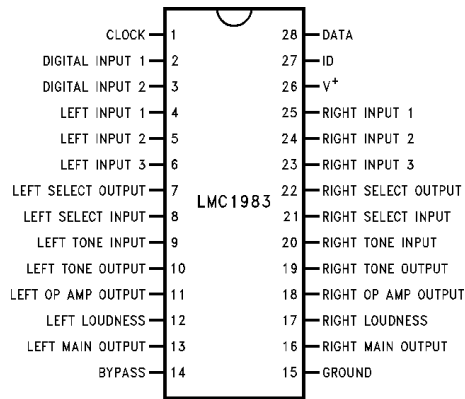 CLOCK 1 28 DATA
DIGITAL INPUT 1 2 27 ID
DIGITAL INPUT 2 3 26 V+
LEFT INPUT 1 4 25 RIGHT INPUT 1
LEFT INPUT 2 5 24 RIGHT INPUT 2
LEFT INPUT 3 6 23 RIGHT INPUT 3
LEFT SELECT OUTPUT 7 22 RIGHT SELECT OUTPUT
LMC1983
LEFT SELECT INPUT 8 21 RIGHT SELECT INPUT
LEFT TONE INPUT 9 20 RIGHT TONE INPUT
LEFT TONE OUTPUT 10 19 RIGHT TONE OUTPUT
LEFT OP AMP OUTPUT 11 18 RIGHT OP AMP OUTPUT
LEFT LOUDNESS 12 17 RIGHT LOUDNESS
LEFT MAIN OUTPUT 13 16 RIGHT MAIN OUTPUT
BYPASS 14 15 GROUND